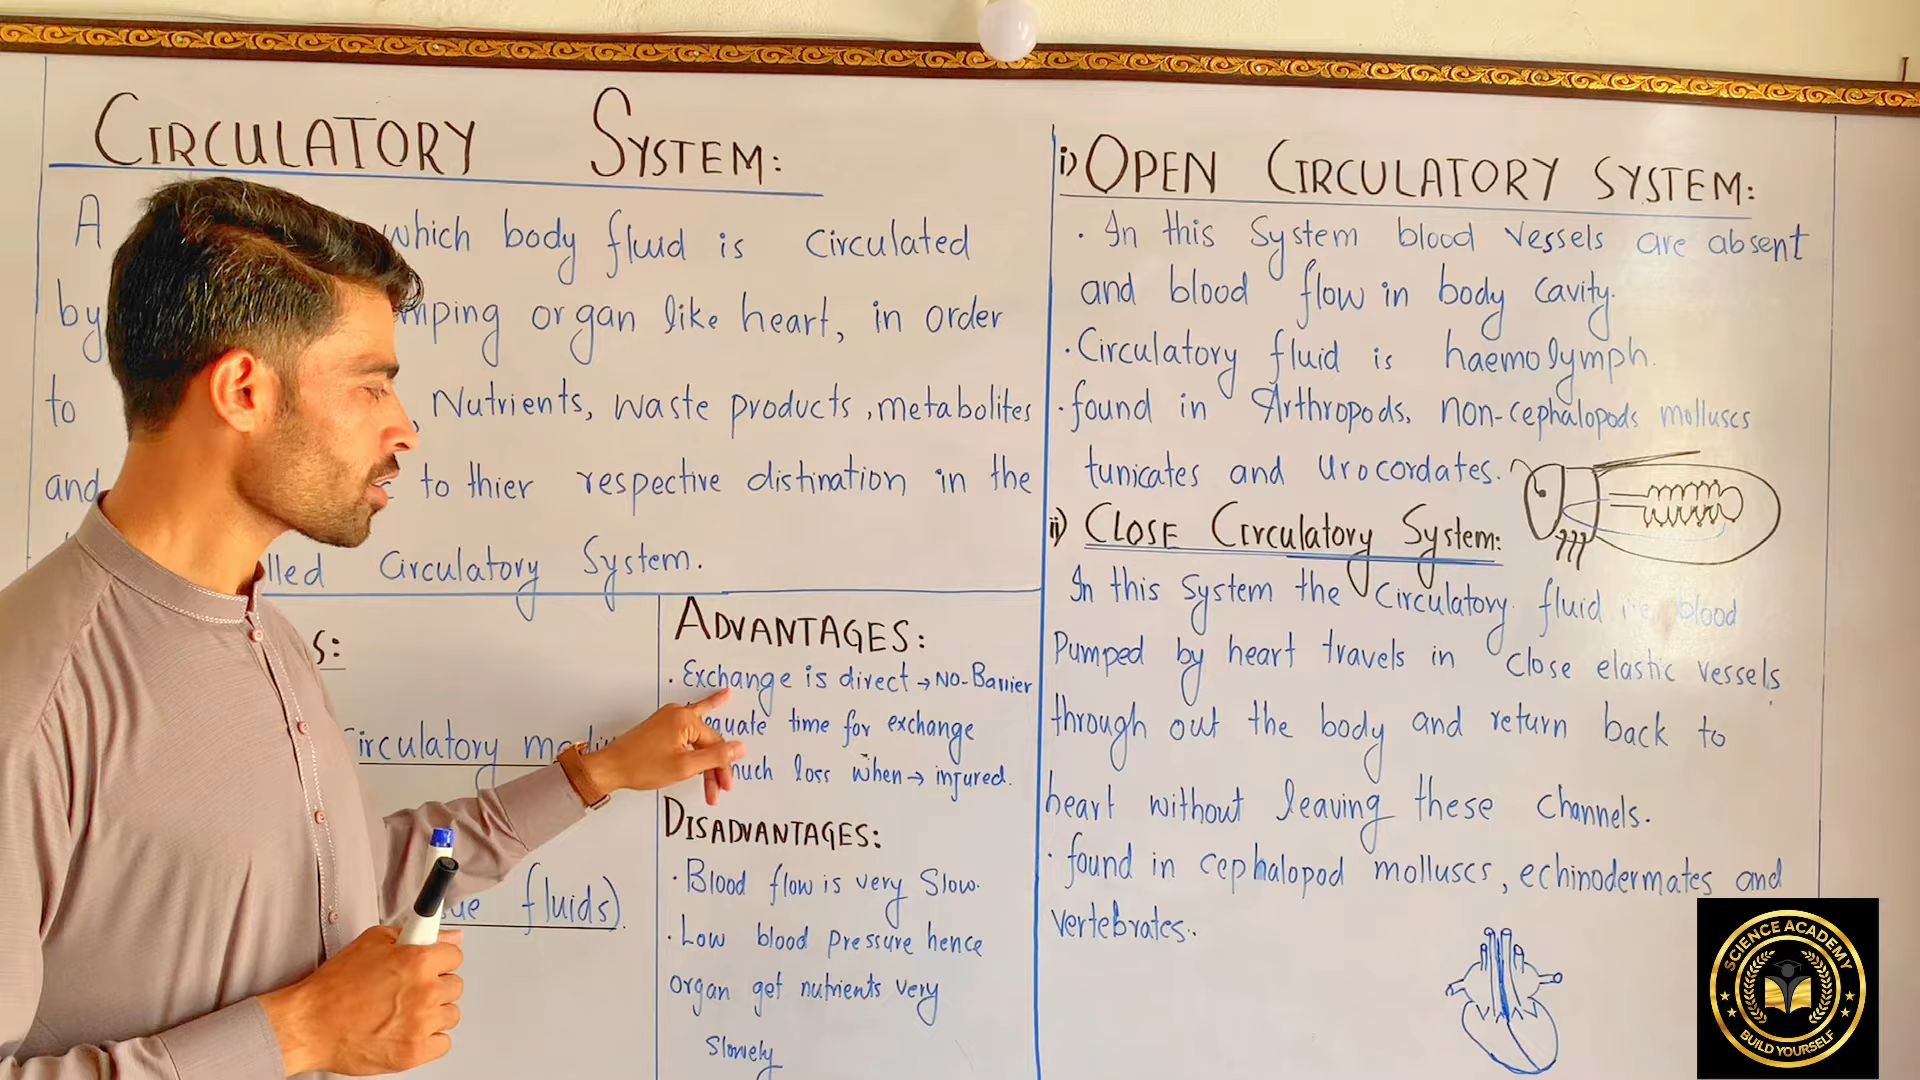 CIRCULATORY SYSTEM:
A which body fluid is circulated
by mping organ like heart, in order
to , Nutrients, waste products, metabolites
and to thier respective distination in the
lled Circulatory System.
S:
irculatory
fluids).
ADVANTAGES:
· Exchange is direct → NO-Barrier
equate time for exchange
much loss when → injured.
DISADVANTAGES:
· Blood flow is very Slow.
· Low blood pressure hence
organ get nutrients very
Slowely
i) OPEN CIRCULATORY SYSTEM:
· In this System blood vessels are absent
and blood flow in body cavity.
· Circulatory fluid is haemolymph.
· found in Arthropods, non-cephalopods molluscs
tunicates and urocordates.
ii) CLOSE Circulatory System:
In this System the Circulatory fluid i.e. blood
Pumped by heart travels in close elastic vessels
through out the body and return back to
heart without leaving these channels.
· found in cephalopod molluscs, echinodermates and
vertebrates.
SCIENCE ACADEMY
BUILD YOURSELF